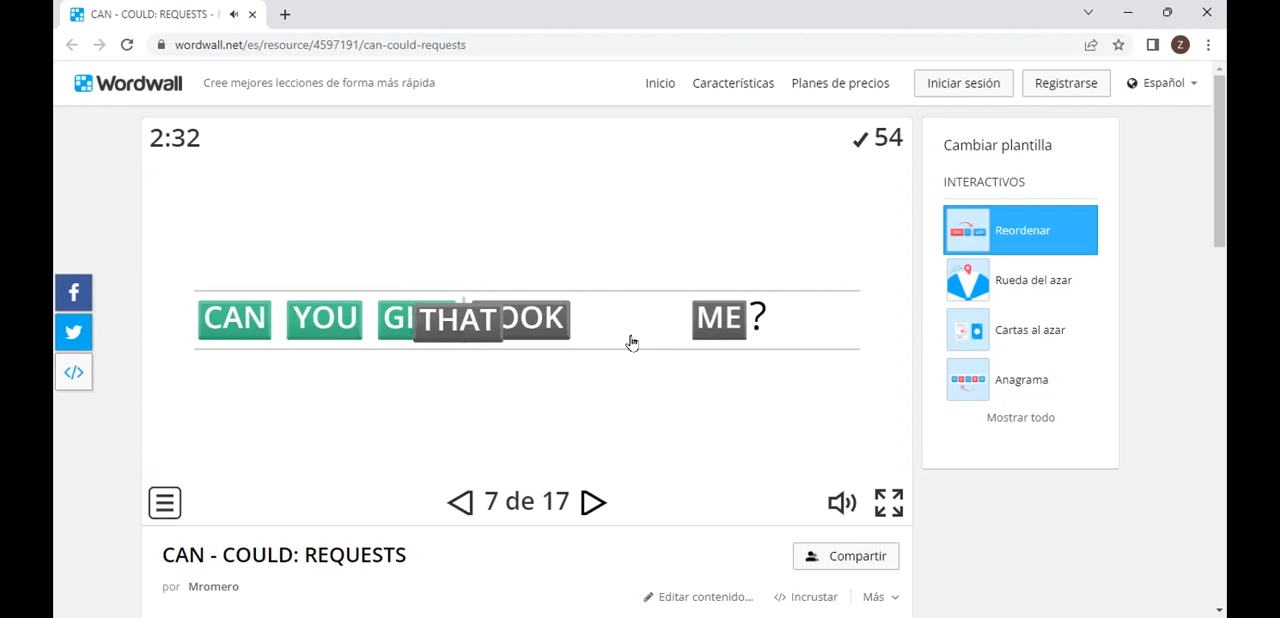 CAN - COULD: REQUESTS -
wordwall.net/es/resource/4597191/can-could-requests
Z
Wordwall
Cree mejores lecciones de forma más rápida
Inicio
Características
Planes de precios
Iniciar sesión
Registrarse
Español
2:32
54
CAN YOU THAT ME ?
7 de 17
CAN - COULD: REQUESTS
Compartir
por Mromero
Editar contenido...
</> Incrustar
Más
f
</>
Cambiar plantilla
INTERACTIVOS
Reordenar
Rueda del azar
Cartas al azar
Anagrama
Mostrar todo